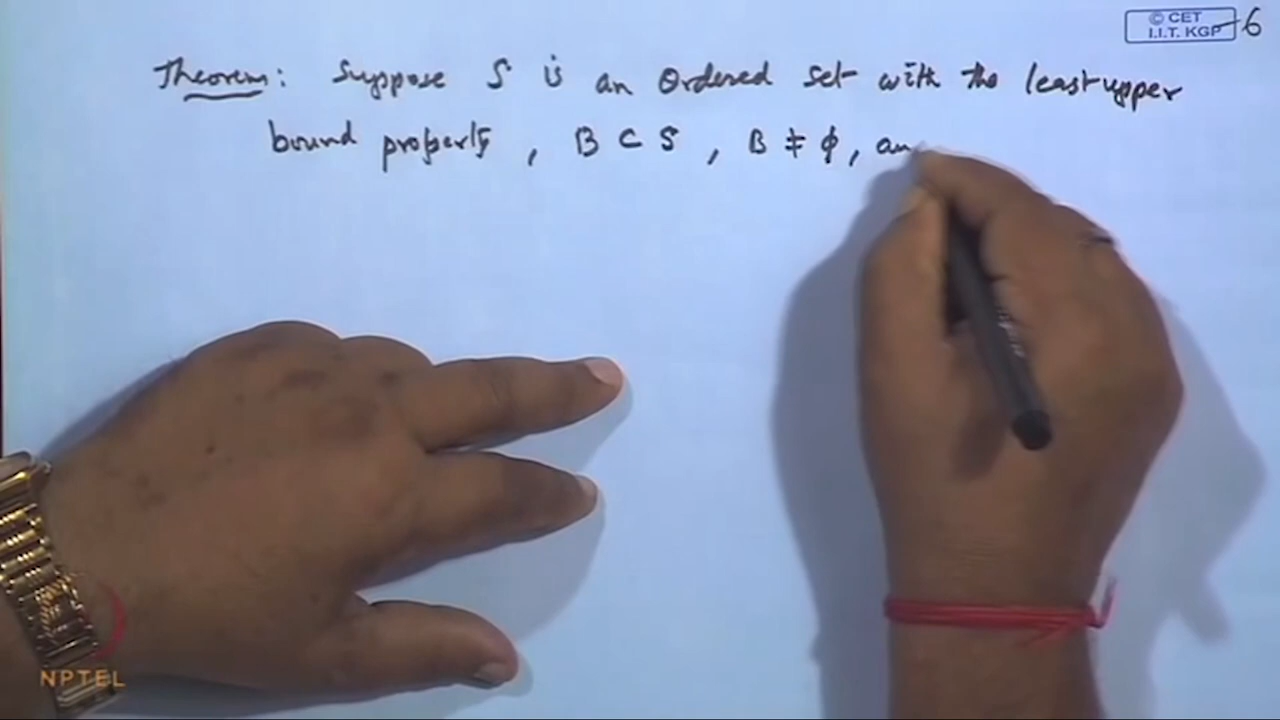 © CET
I.I.T. KGP
6
Theorem: Suppose S is an Ordered set with the least upper
bound property, B ⊂ S, B ≠ φ, an
NPTEL